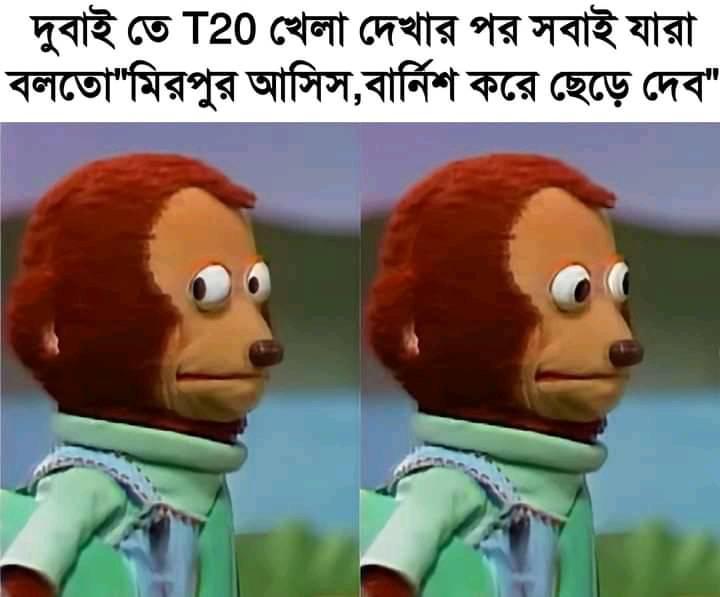 দুবাই তে T20 খেলা দেখার পর সবাই যারা
বলতো"মিরপুর আসিস,বার্নিশ করে ছেড়ে দেব"